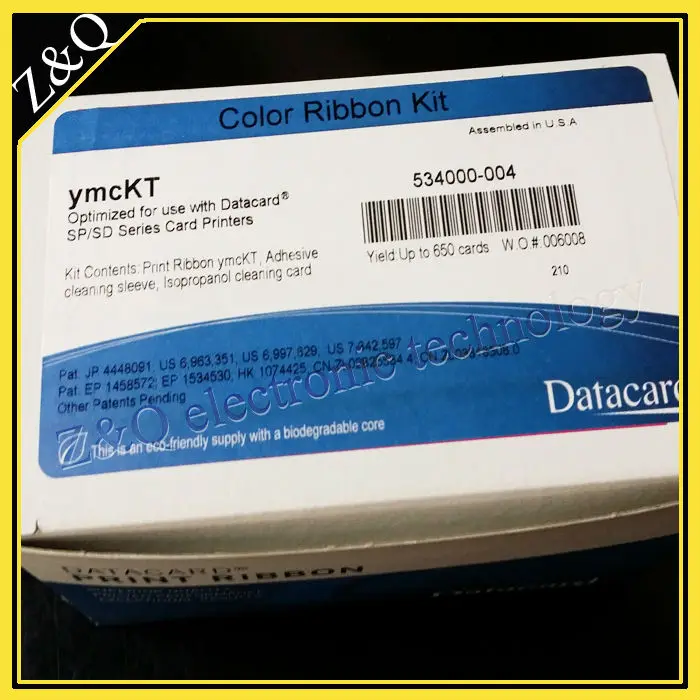 Z&Q
Color Ribbon Kit
Assembled in U.S.A
ymcKT
Optimized for use with Datacard®
SP/SD Series Card Printers
534000-004
Yield:Up to 650 cards W.O.#:006008
210
Kit Contents: Print Ribbon ymcKT, Adhesive
cleaning sleeve, Isopropanol cleaning card
Pat. JP 4448091, US 6,963,351, US 6,997,629, US 7,642,597
Pat. EP 1458572; EP 1534530; HK 1074425,
Other Patents Pending
Z&Q electronic technology
Datacard
This is an eco-friendly supply with a biodegradable core
DATACARD®
PRINT RIBBON
Datacard